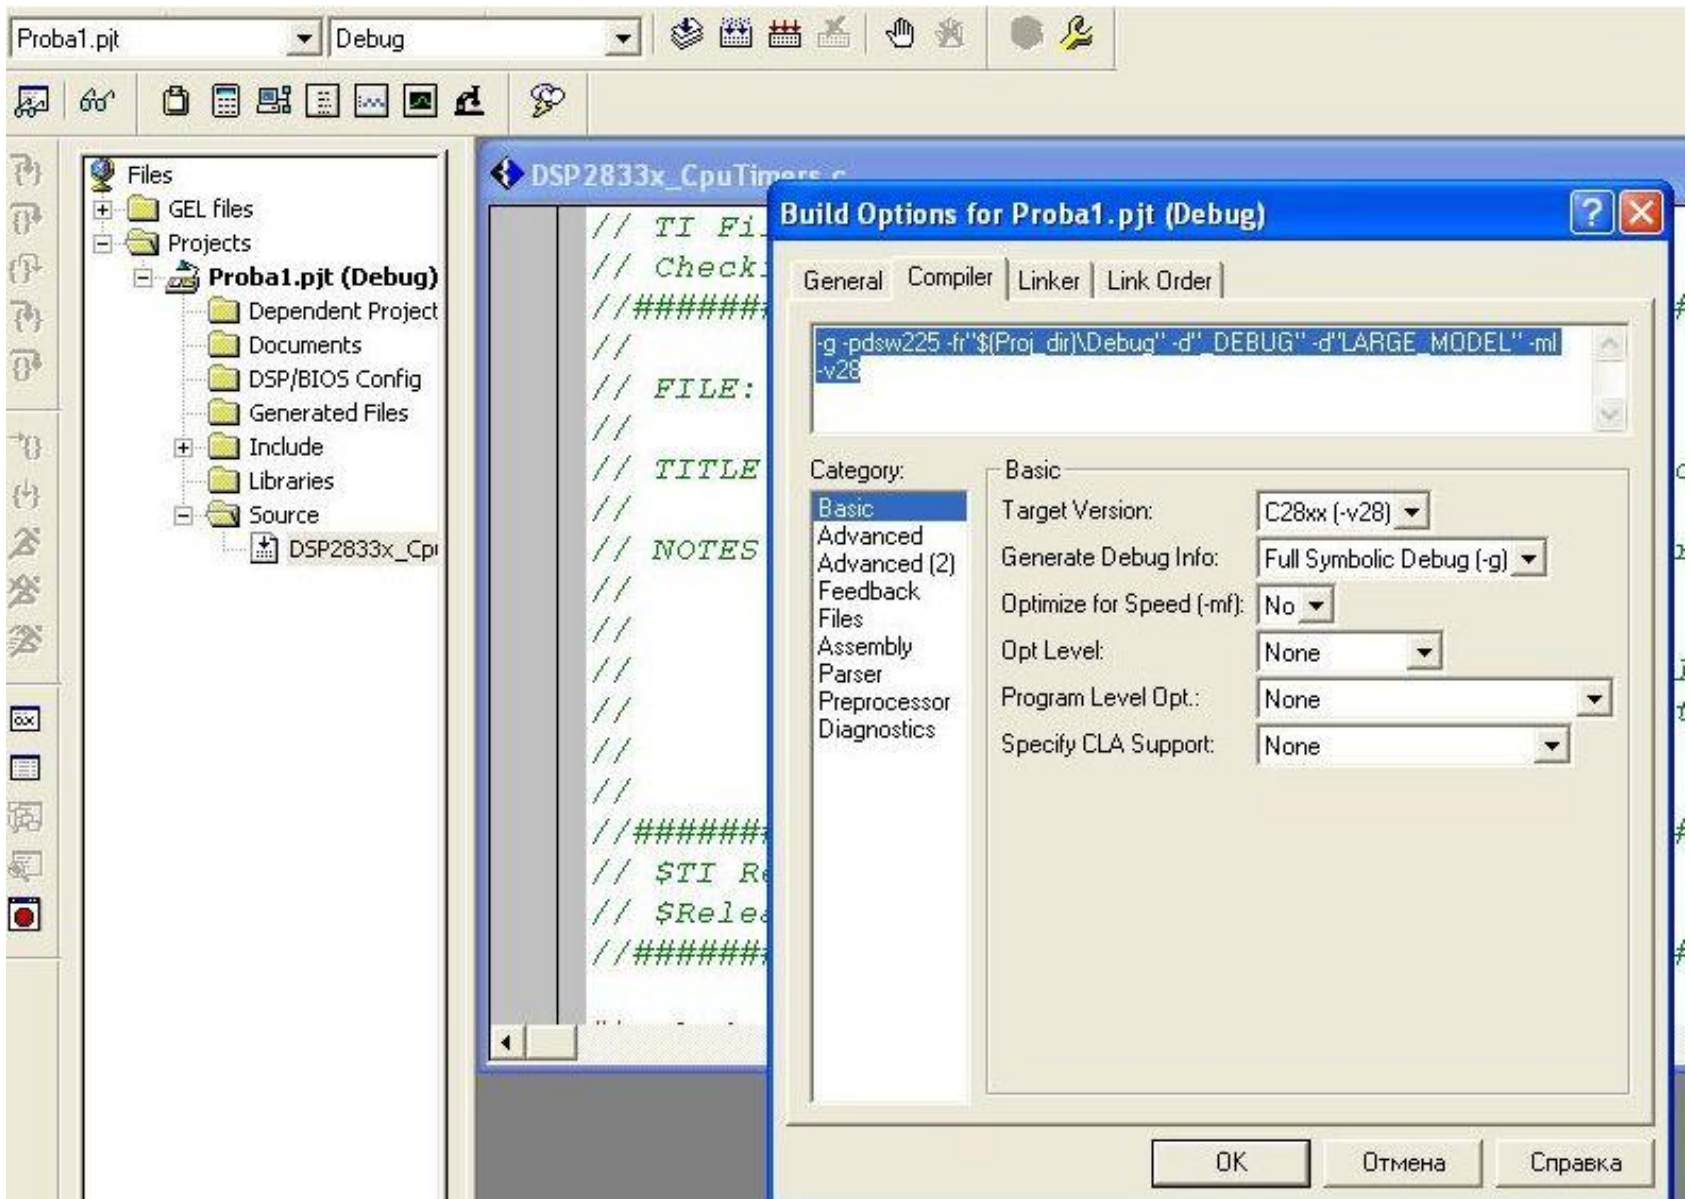 Proba1.pjt
Debug
Files
GEL files
Projects
Proba1.pjt (Debug)
Dependent Project
Documents
DSP/BIOS Config
Generated Files
Include
Libraries
Source
DSP2833x_Cpu
DSP2833x_CpuTimers.c
// TI Fi
// Check
//#######
//
// FILE:
//
// TITLE
//
// NOTES
//
//
//
//
//
//
//#######
// $TI Re
// $Relea
//#######
Build Options for Proba1.pjt (Debug)
General
Compiler
Linker
Link Order
-g -pdsw225 -fr"$(Proj_dir)\Debug" -d"_DEBUG" -d"LARGE_MODEL" -ml
-v28
Category:
Basic
Advanced
Advanced (2)
Feedback
Files
Assembly
Parser
Preprocessor
Diagnostics
Basic
Target Version:
C28xx (-v28)
Generate Debug Info:
Full Symbolic Debug (-g)
Optimize for Speed (-mf):
No
Opt Level:
None
Program Level Opt.:
None
Specify CLA Support:
None
OK
Отмена
Справка